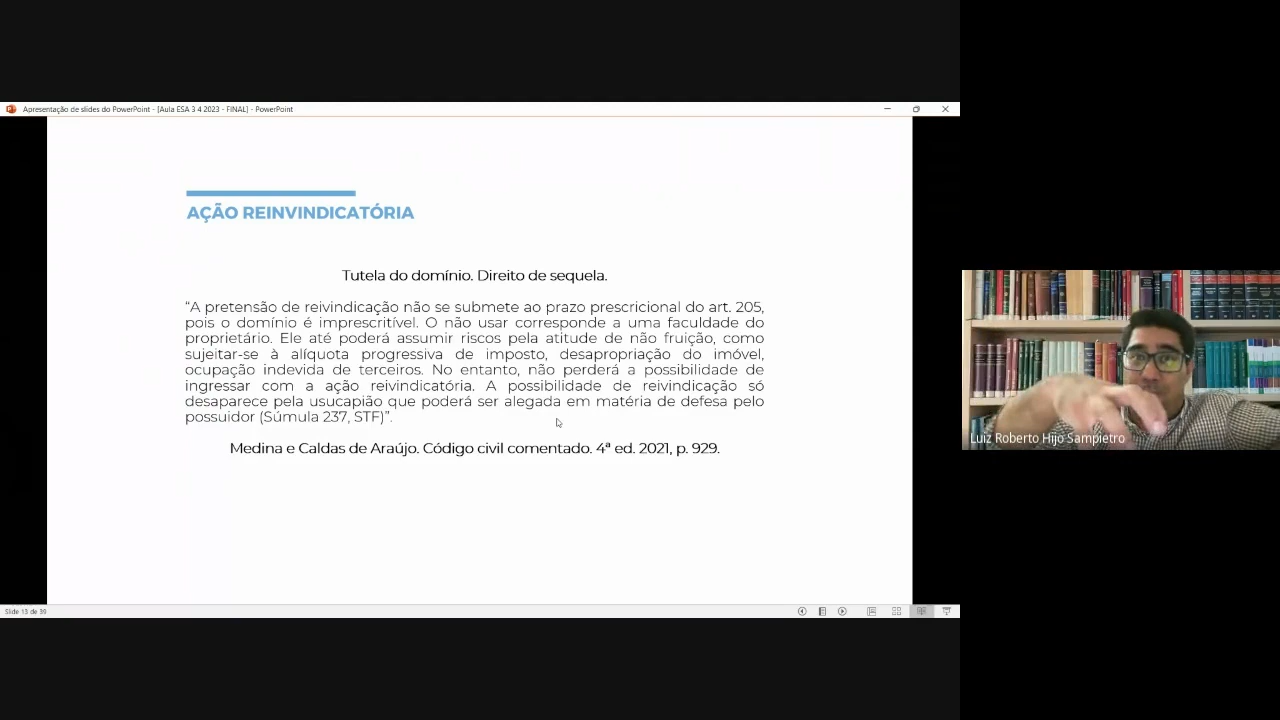 Apresentação de slides do PowerPoint - [Aula ESA 3 4 2023 - FINAL] - PowerPoint
AÇÃO REINVINDICATÓRIA
Tutela do domínio. Direito de sequela.
“A pretensão de reivindicação não se submete ao prazo prescricional do art. 205,
pois o domínio é imprescritível. O não usar corresponde a uma faculdade do
proprietário. Ele até poderá assumir riscos pela atitude de não fruição, como
sujeitar-se à alíquota progressiva de imposto, desapropriação do imóvel,
ocupação indevida de terceiros. No entanto, não perderá a possibilidade de
ingressar com a ação reivindicatória. A possibilidade de reivindicação só
desaparece pela usucapião que poderá ser alegada em matéria de defesa pelo
possuidor (Súmula 237, STF)”.
Medina e Caldas de Araújo. Código civil comentado. 4ª ed. 2021, p. 929.
Luiz Roberto Hijo Sampietro
Slide 13 de 39